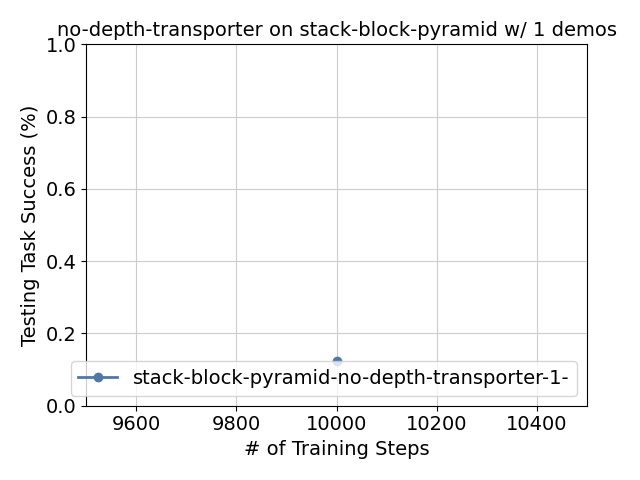 no-depth-transporter on stack-block-pyramid w/ 1 demos
1.0
0.8
0.6
0.4
0.2
0.0
Testing Task Success (%)
stack-block-pyramid-no-depth-transporter-1-
9600 9800 10000 10200 10400
# of Training Steps